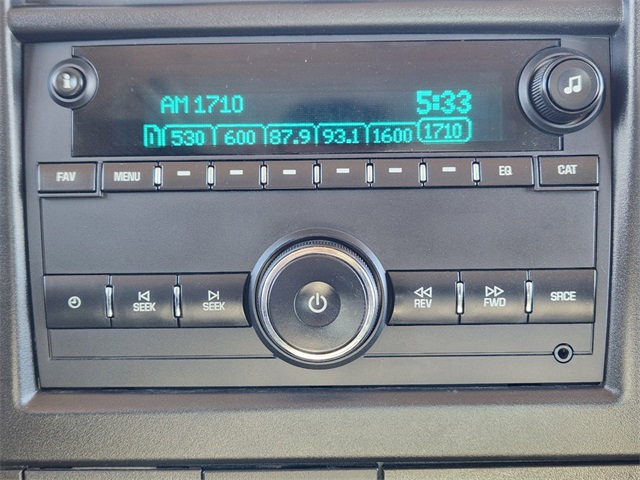 AM 1710 5:33
530 600 87.9 93.1 1600 1710
FAV MENU EQ CAT
SEEK SEEK REV FWD SRCE